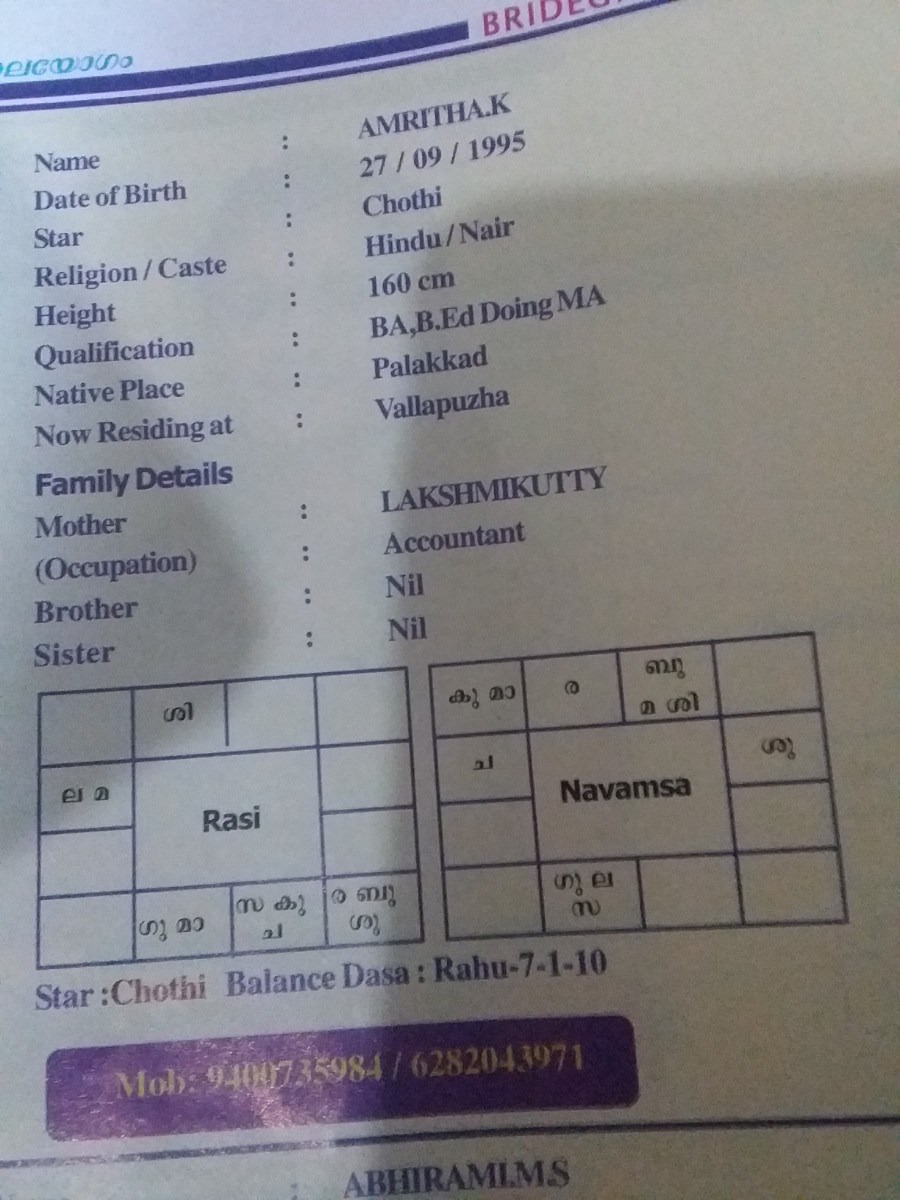 ലയോഗം
Name : AMRITHA.K
Date of Birth : 27 / 09 / 1995
Star : Chothi
Religion / Caste : Hindu / Nair
Height : 160 cm
Qualification : BA,B.Ed Doing MA
Native Place : Palakkad
Now Residing at : Vallapuzha
Family Details
Mother : LAKSHMIKUTTY
(Occupation) : Accountant
Brother : Nil
Sister : Nil
ശി
ല മ
Rasi
ഗു മാ
സ കു
ച
ര ബു
ശു
കു മാ
ര
ബു
മ ശി
ച
Navamsa
ശു
ഗു ല
സ
Star :Chothi Balance Dasa : Rahu-7-1-10
Mob: 9400735984 / 6282043971
: ABHIRAMI.M.S